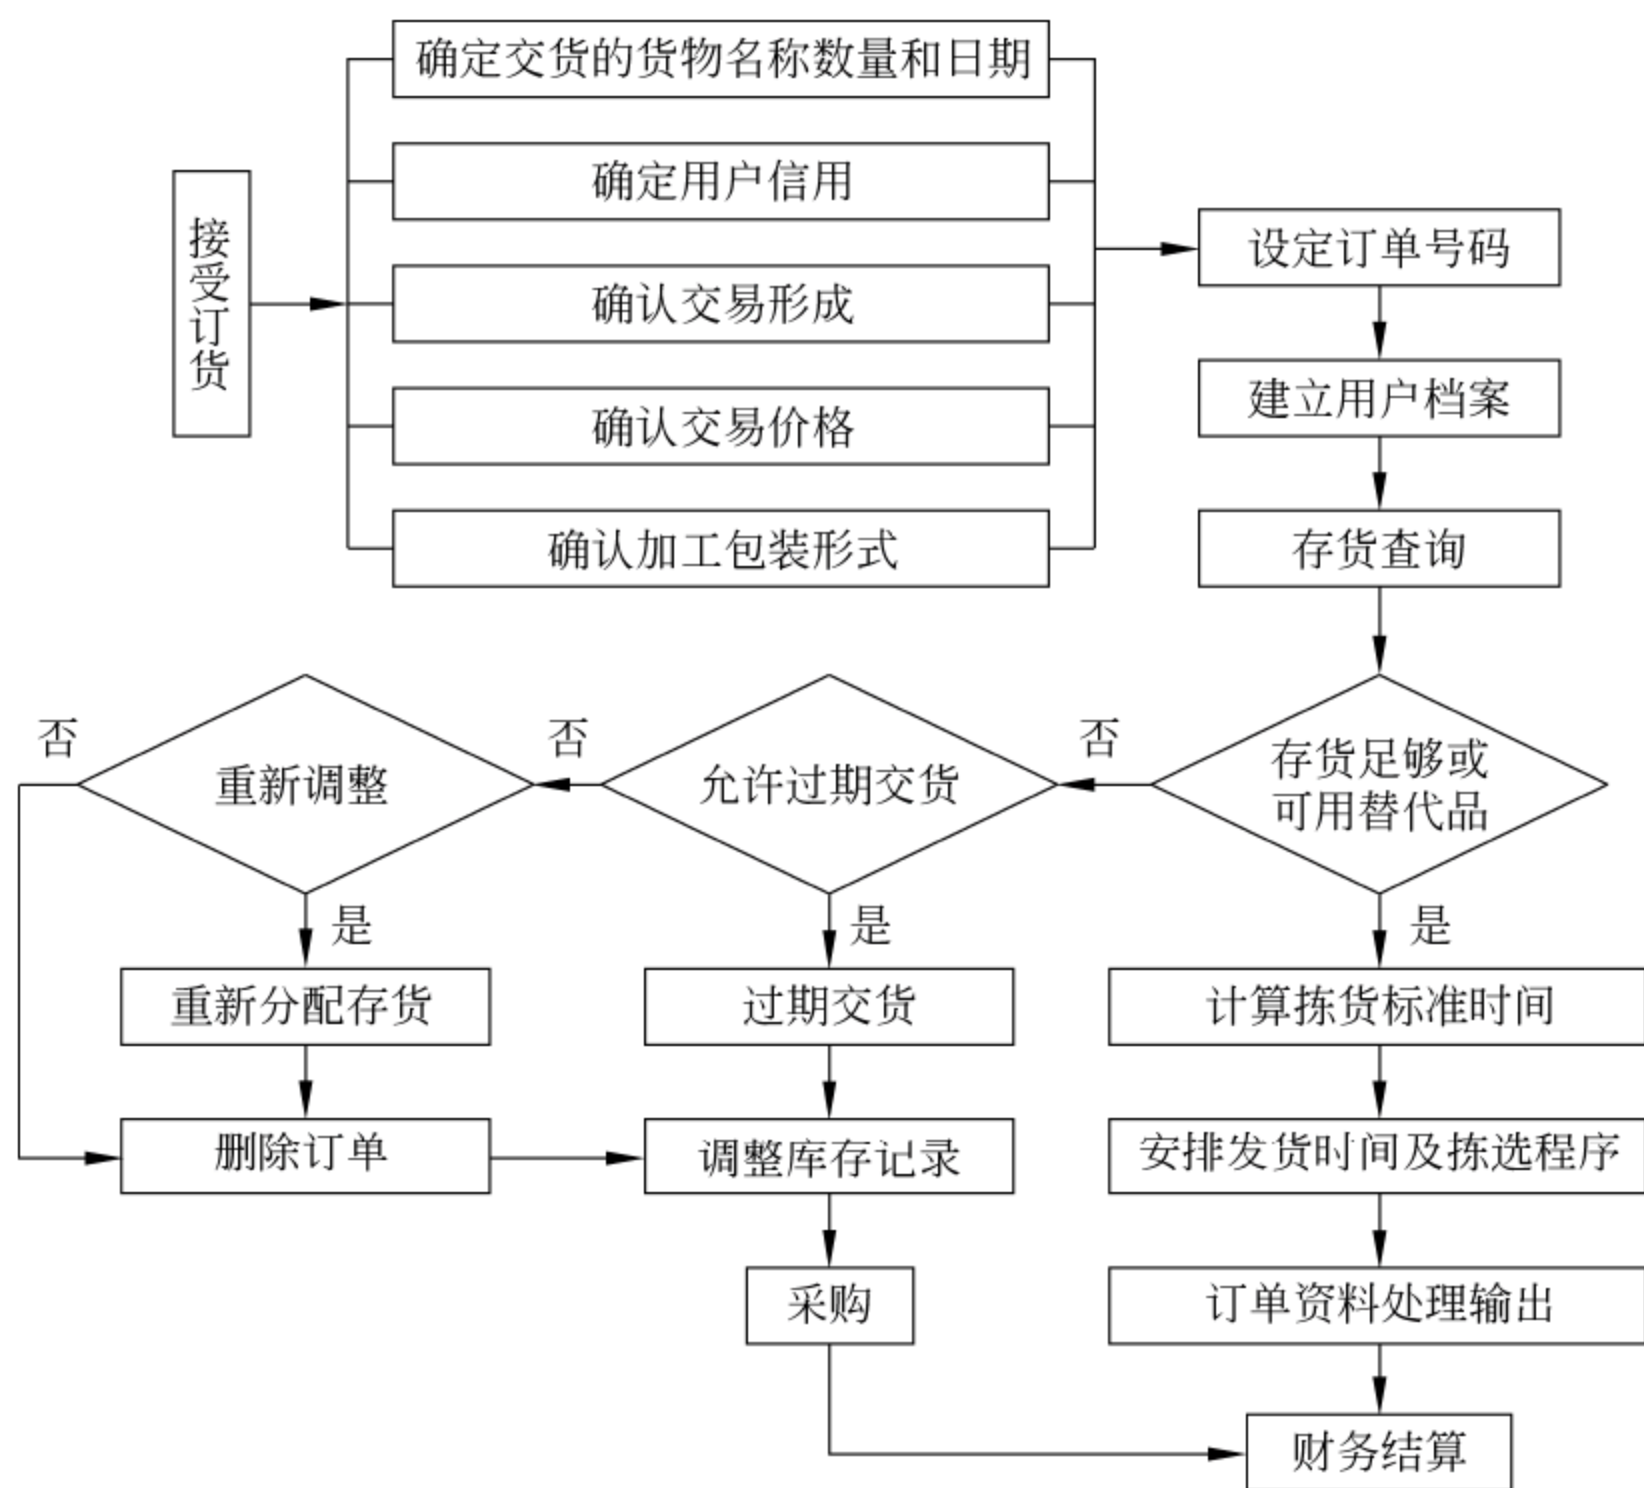 确定交货的货物名称数量和日期
确定用户信用
接受订货
确认交易形成
确认交易价格
确认加工包装形式
设定订单号码
建立用户档案
存货查询
否
重新调整
否
允许过期交货
否
存货足够或
可用替代品
是
是
是
重新分配存货
过期交货
计算拣货标准时间
删除订单
调整库存记录
安排发货时间及拣选程序
采购
订单资料处理输出
财务结算